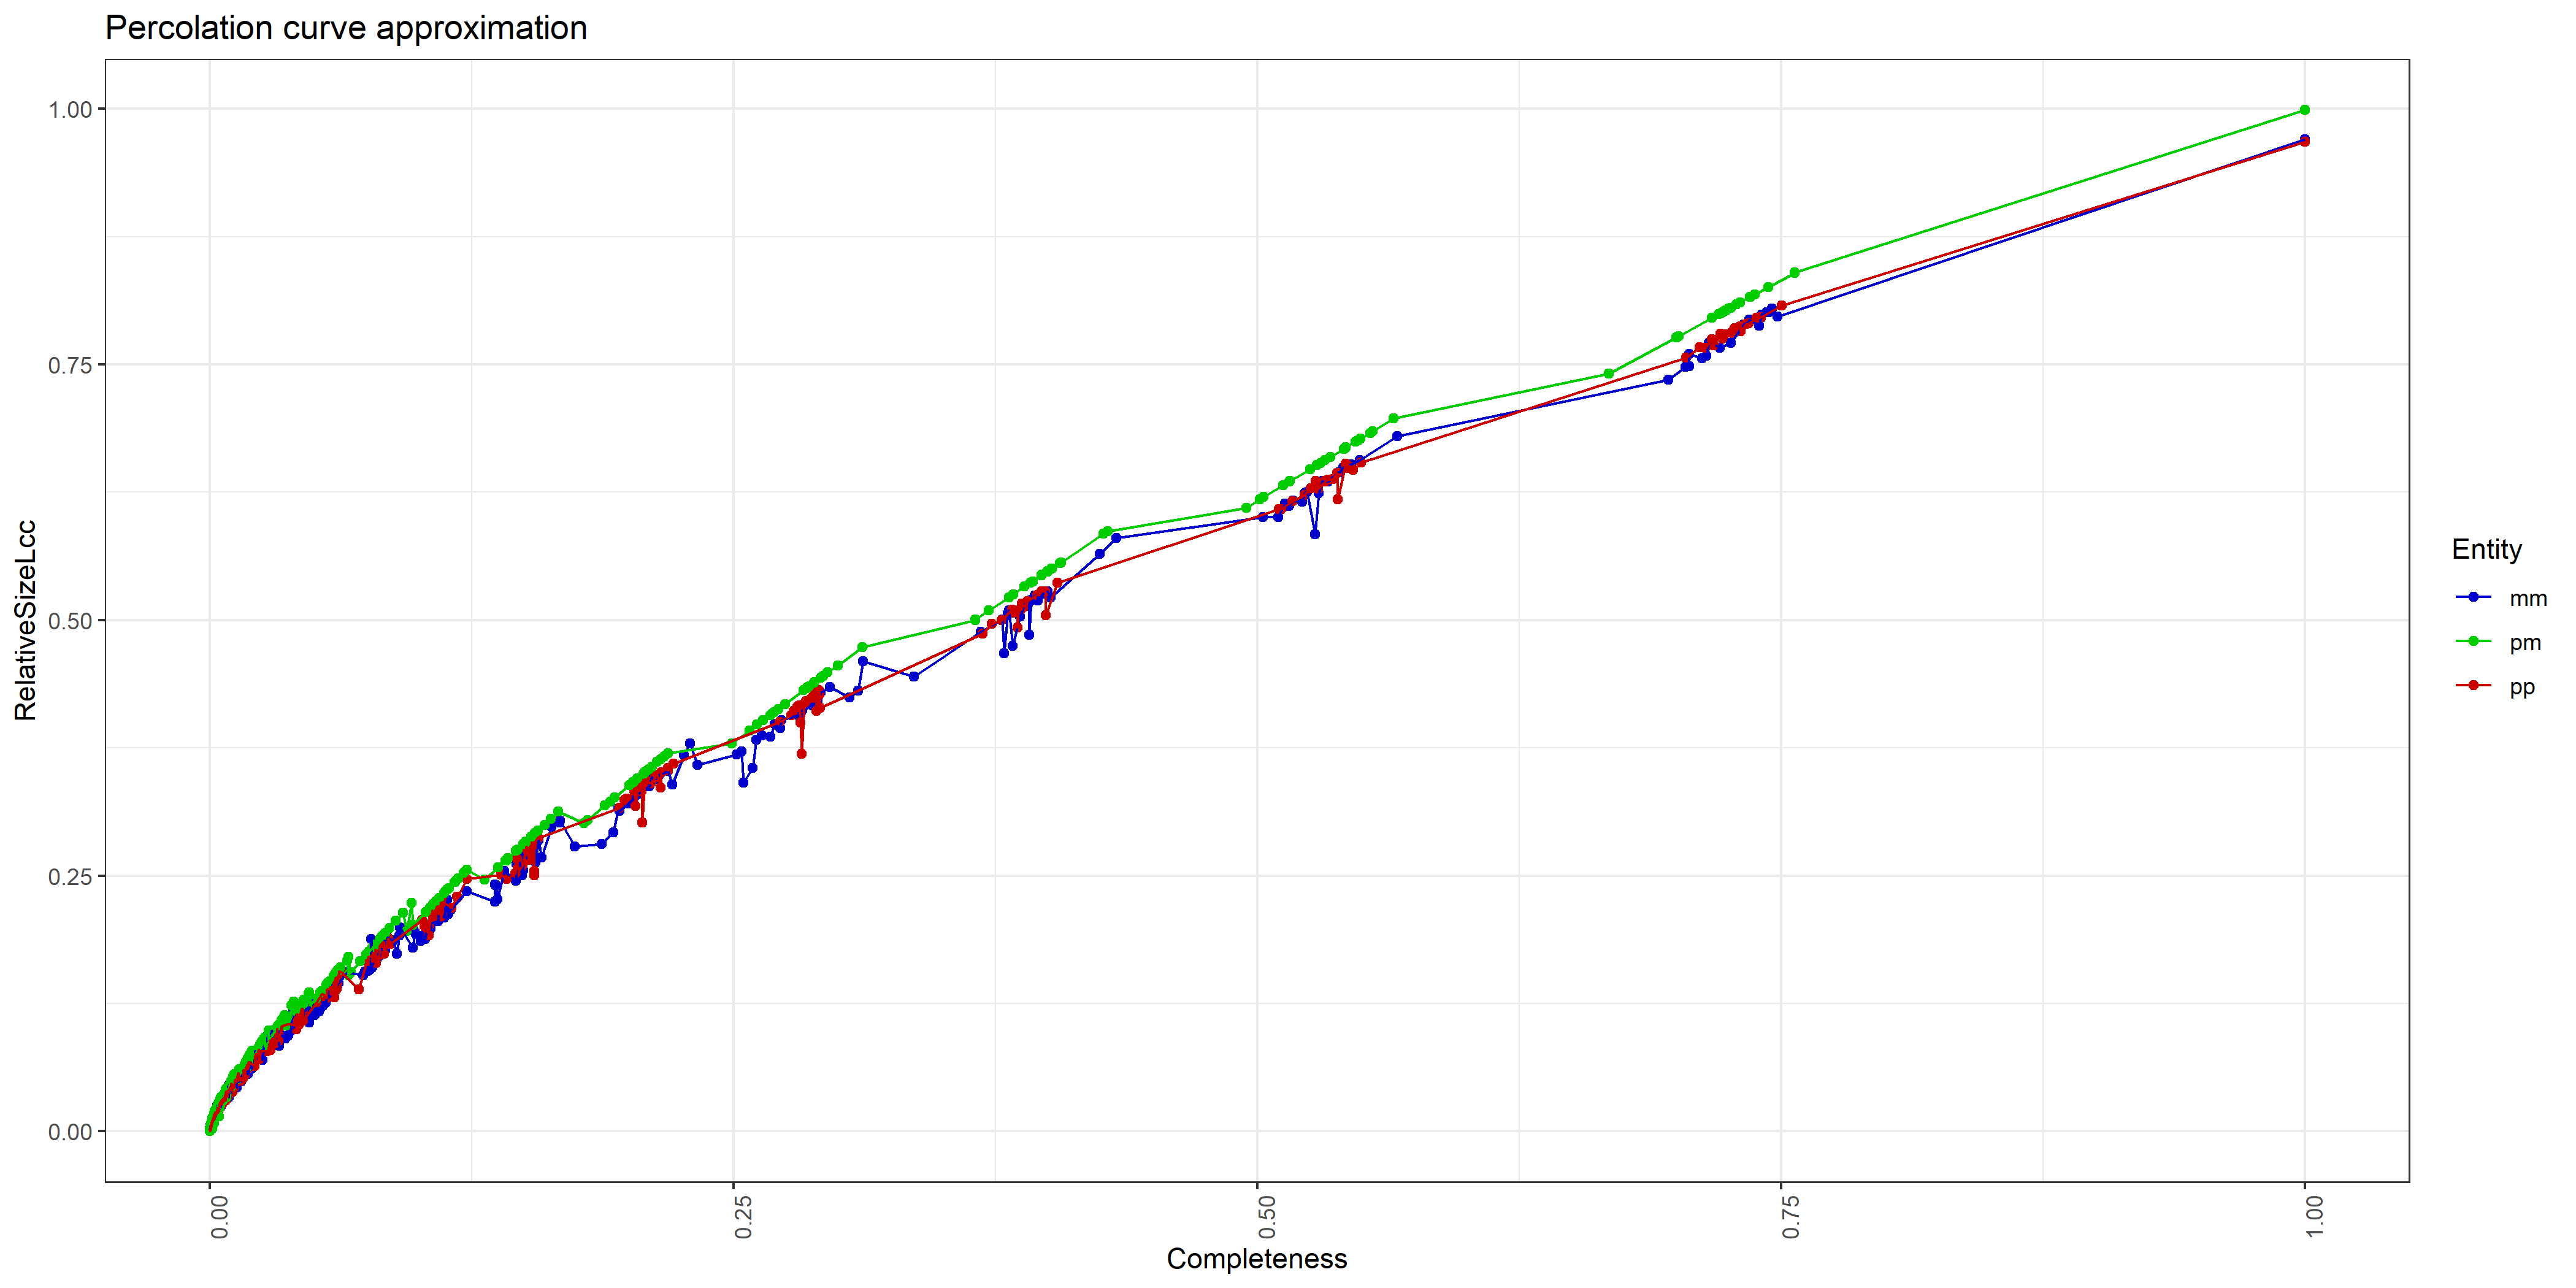 Percolation curve approximation
RelativeSizeLcc
1.00
0.75
0.50
0.25
0.00
0.00
0.25
0.50
0.75
1.00
Completeness
Entity
mm
pm
pp